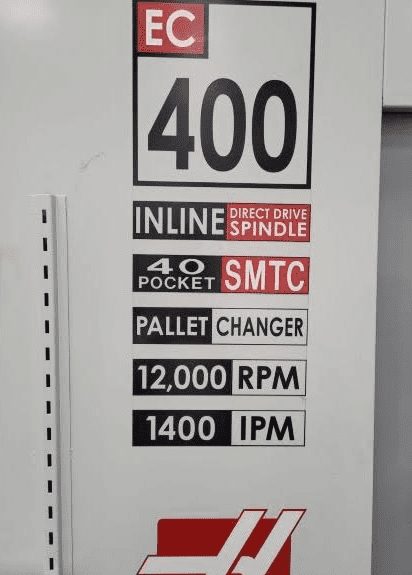 EC
400
INLINE DIRECT DRIVE
SPINDLE
40
POCKET SMTC
PALLET CHANGER
12,000 RPM
1400 IPM